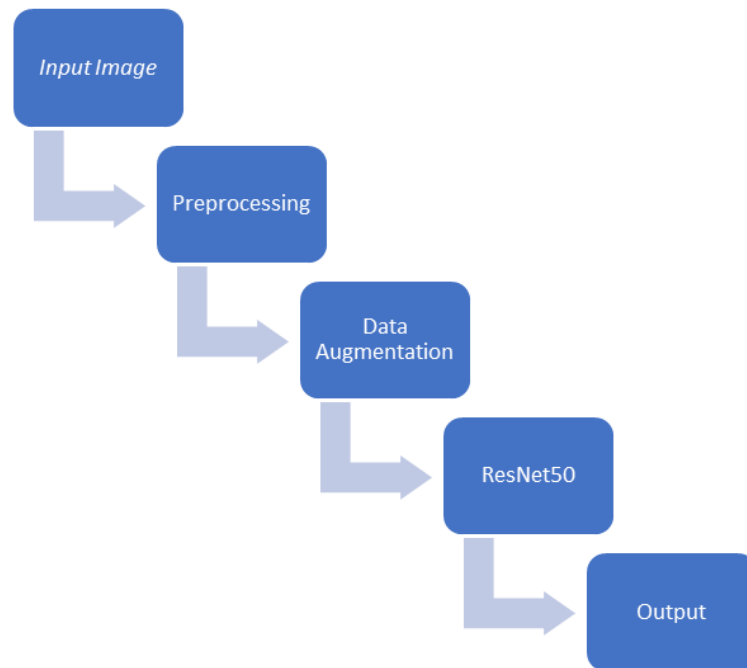 Input Image
Preprocessing
Data
Augmentation
ResNet50
Output